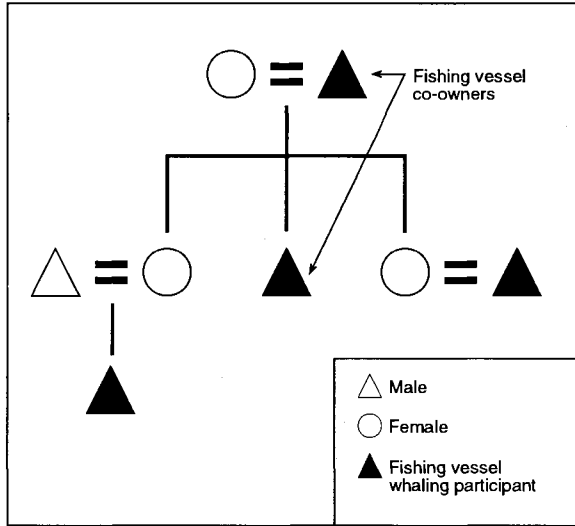 Fishing vessel
co-owners
Male
Female
Fishing vessel
whaling participant